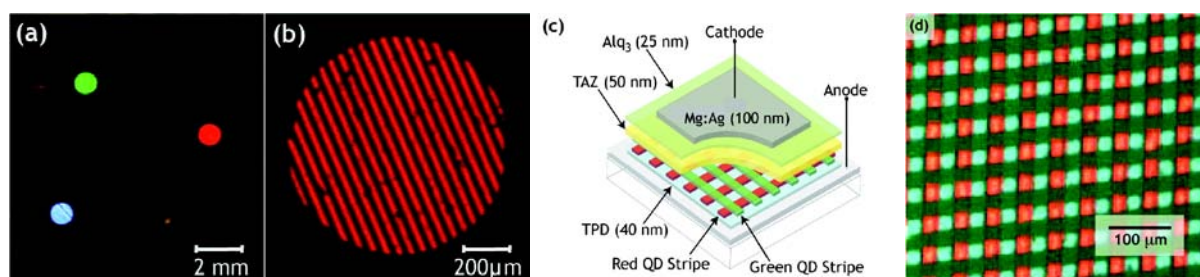 (a)
2 mm
(b)
200μm
(c)
Cathode
Alq₃ (25 nm)
TAZ (50 nm)
Anode
Mg:Ag (100 nm)
TPD (40 nm)
Red QD Stripe
Green QD Stripe
(d)
100 μm